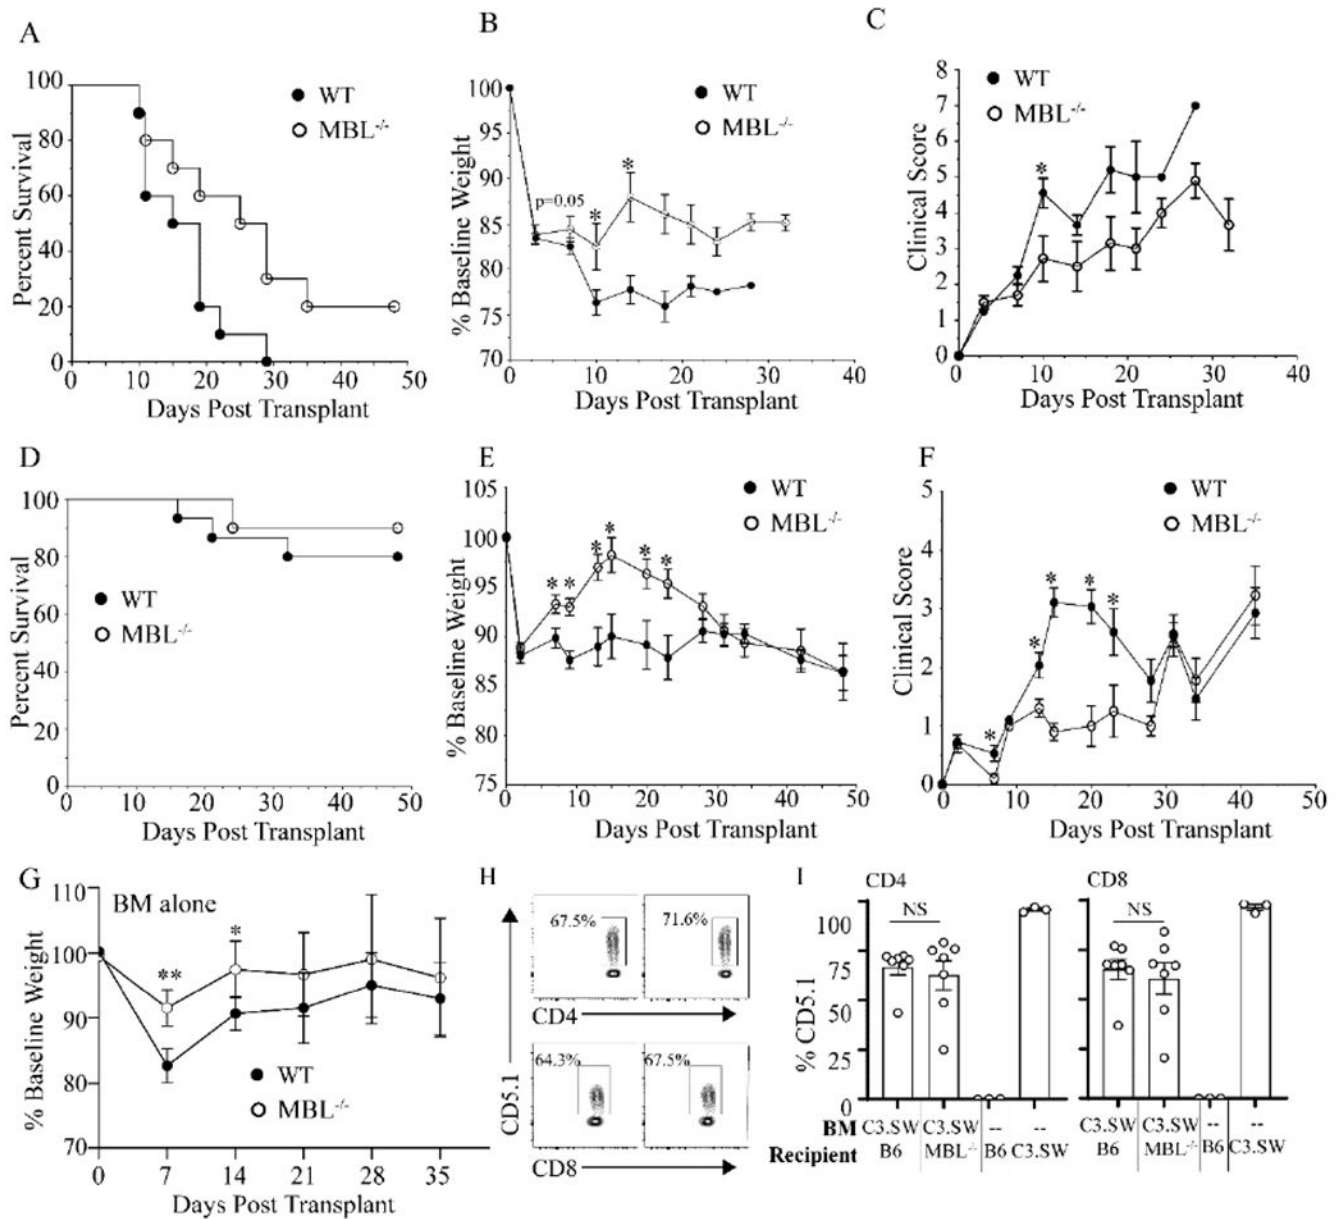 A
100
80
60
40
20
0
Percent Survival
WT
MBL-/-
0 10 20 30 40 50
Days Post Transplant
B
100
95
90
85
80
75
70
% Baseline Weight
WT
MBL-/-
p=0.05
*
*
0 10 20 30 40
Days Post Transplant
C
8
7
6
5
4
3
2
1
0
Clinical Score
WT
MBL-/-
*
0 10 20 30 40
Days Post Transplant
D
100
80
60
40
20
0
Percent Survival
WT
MBL-/-
0 10 20 30 40 50
Days Post Transplant
E
105
100
95
90
85
80
75
% Baseline Weight
WT
MBL-/-
* * * * * *
0 10 20 30 40 50
Days Post Transplant
F
5
4
3
2
1
0
Clinical Score
WT
MBL-/-
* * * * *
0 10 20 30 40 50
Days Post Transplant
G
110
100
90
80
70
% Baseline Weight
BM alone
**
*
WT
MBL-/-
0 7 14 21 28 35
Days Post Transplant
H
67.5% 71.6%
CD4
64.3% 67.5%
CD8
CD5.1
I
CD4 CD8
NS NS
100
75
50
25
0
% CD5.1
BM C3.SW C3.SW -- -- C3.SW C3.SW -- --
Recipient B6 MBL-/- B6 C3.SW B6 MBL-/- B6 C3.SW